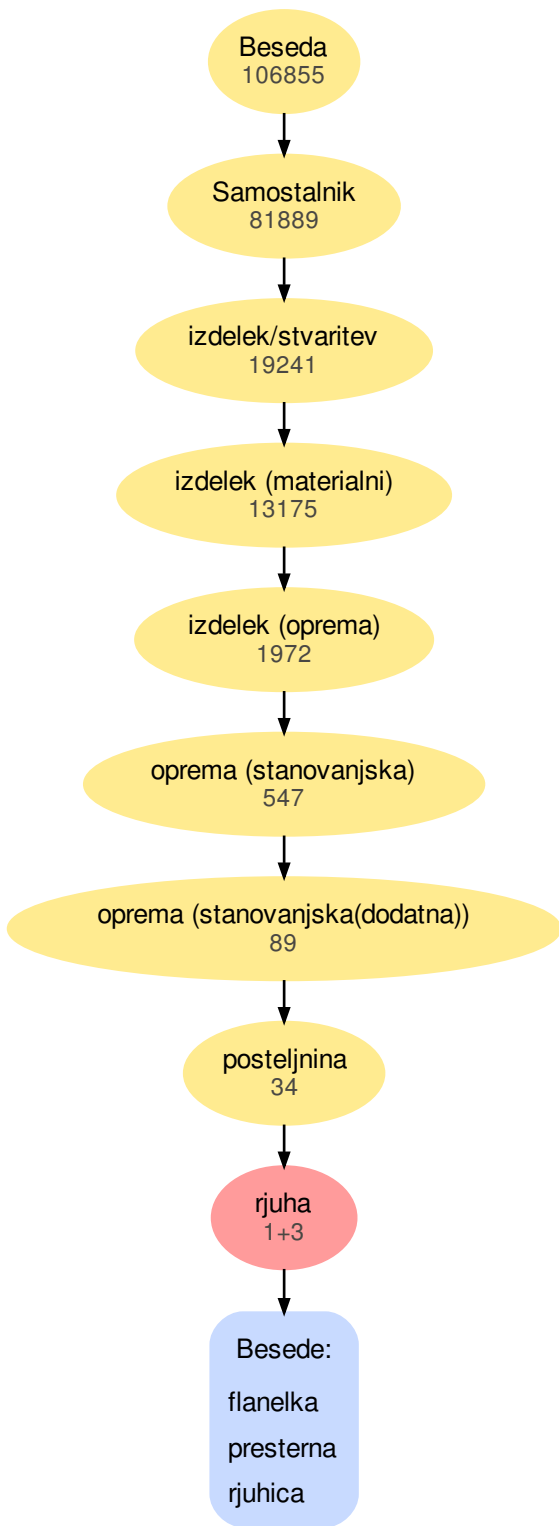 Beseda
106855
Samostalnik
81889
izdelek/stvaritev
19241
izdelek (materialni)
13175
izdelek (oprema)
1972
oprema (stanovanjska)
547
oprema (stanovanjska(dodatna))
89
posteljnina
34
rjuha
1+3
Besede:
flanelka
presterna
rjuhica